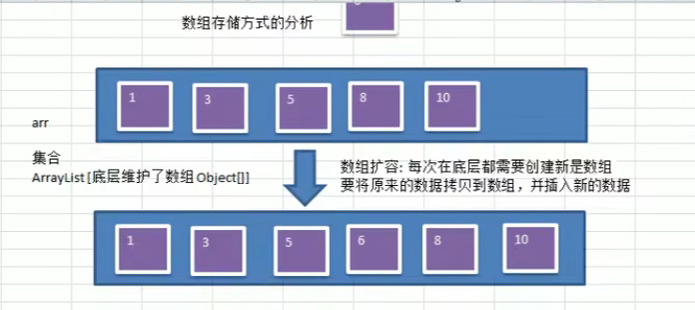 数组存储方式的分析
1 3 5 8 10
arr
集合
ArrayList[底层维护了数组 Object[]]
数组扩容: 每次在底层都需要创建新是数组
要将原来的数据拷贝到数组，并插入新的数据
1 3 5 6 8 10